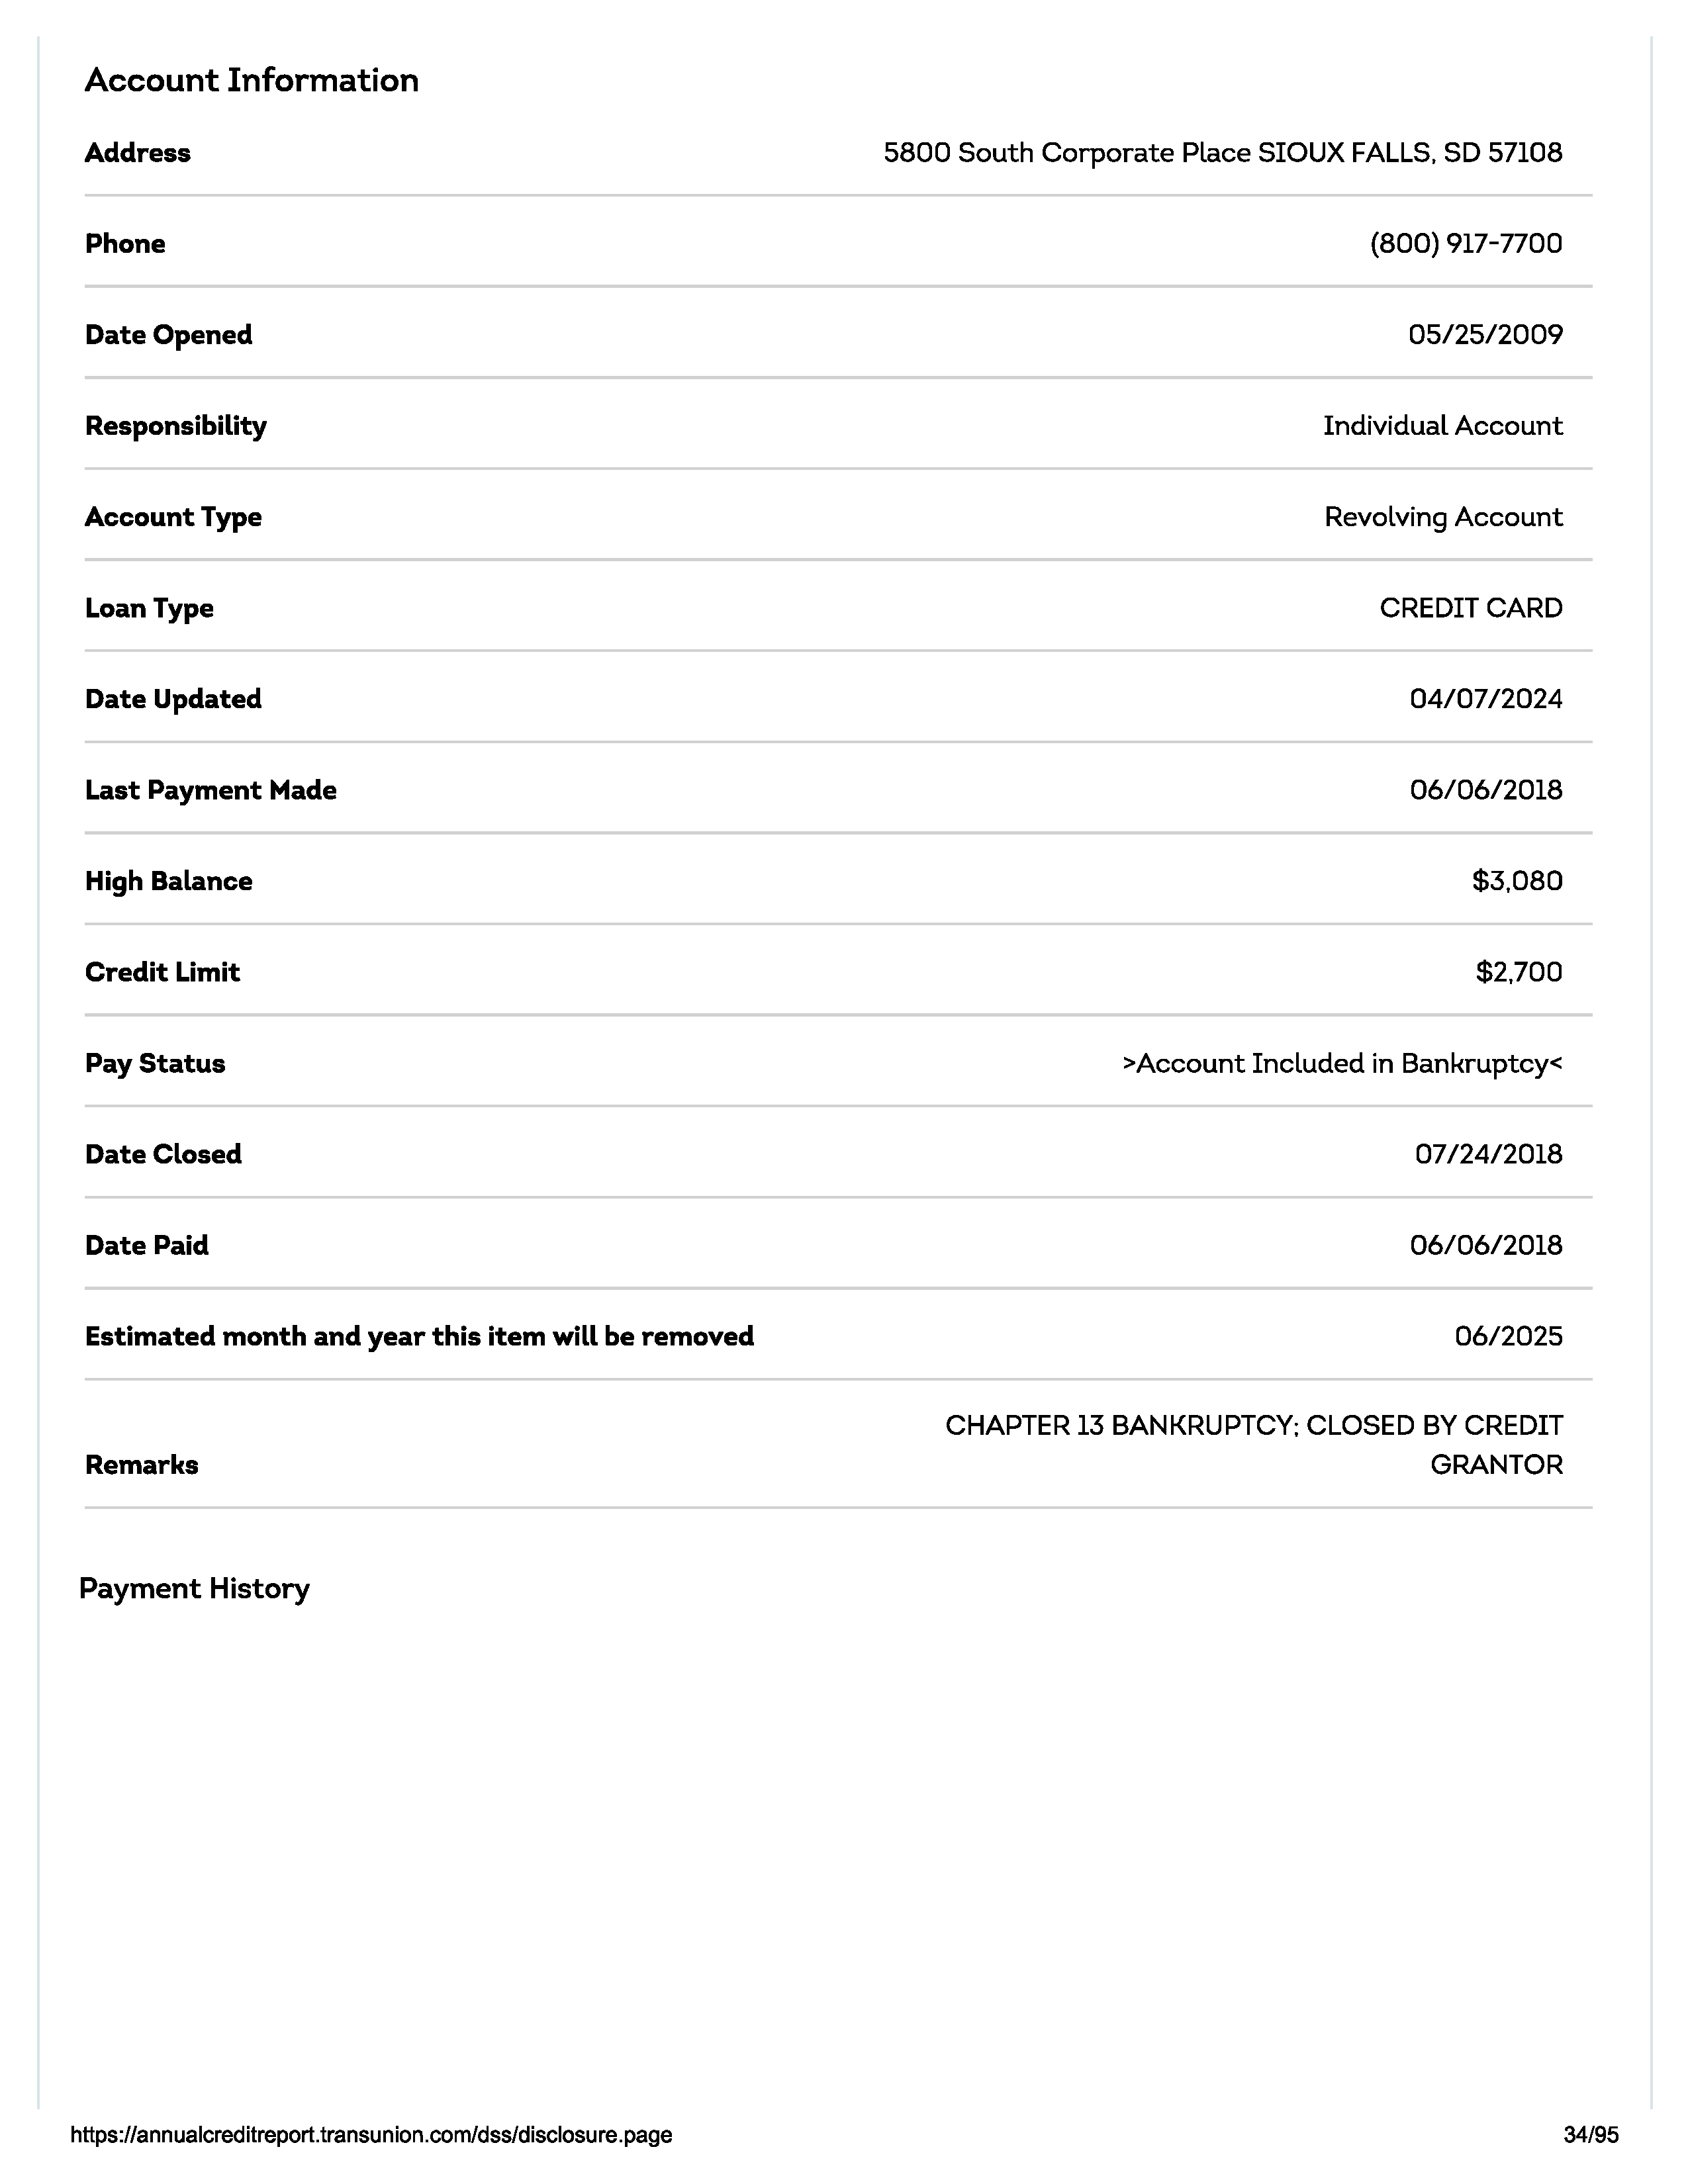 Account Information
Address 5800 South Corporate Place SIOUX FALLS, SD 57108
Phone (800) 917-7700
Date Opened 05/25/2009
Responsibility Individual Account
Account Type Revolving Account
Loan Type CREDIT CARD
Date Updated 04/07/2024
Last Payment Made 06/06/2018
High Balance $3,080
Credit Limit $2,700
Pay Status >Account Included in Bankruptcy<
Date Closed 07/24/2018
Date Paid 06/06/2018
Estimated month and year this item will be removed 06/2025
CHAPTER 13 BANKRUPTCY; CLOSED BY CREDIT
Remarks GRANTOR
Payment History
https://annualcreditreport.transunion.com/dss/disclosure.page 34/95